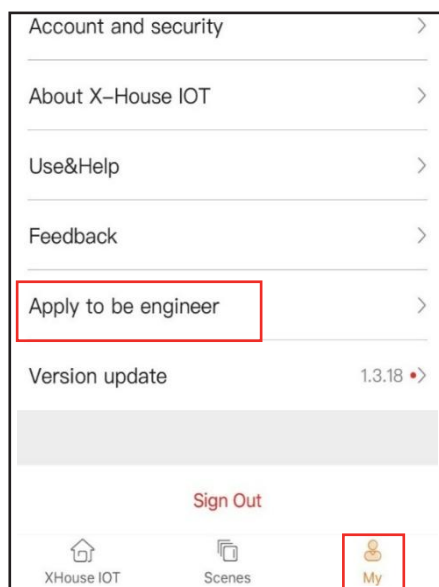 Account and security
About X-House IOT
Use&Help
Feedback
Apply to be engineer
Version update 1.3.18
Sign Out
XHouse IOT Scenes My